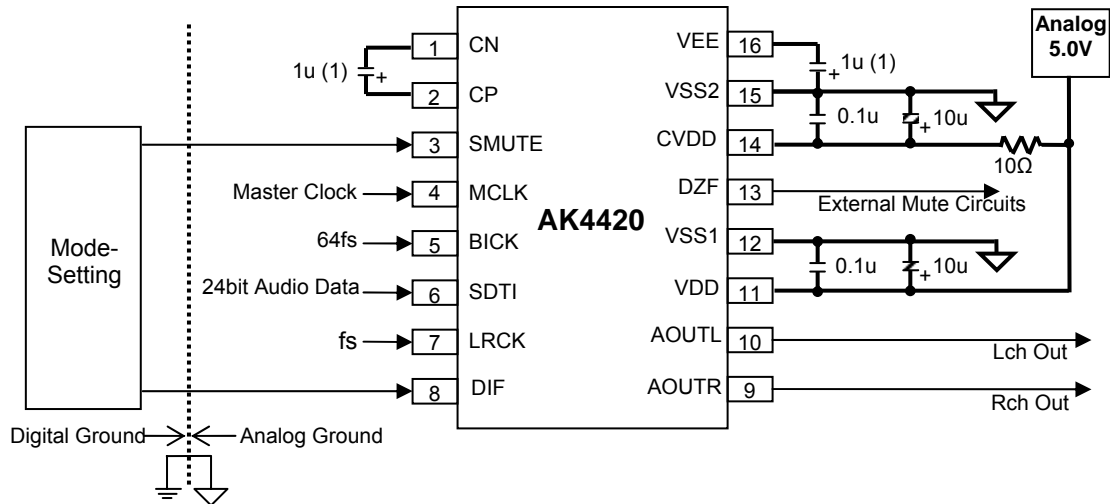 Analog
5.0V
1 CN
1u (1) +
2 CP
3 SMUTE
Master Clock 4 MCLK
64fs 5 BICK
24bit Audio Data 6 SDTI
fs 7 LRCK
8 DIF
Mode-
Setting
AK4420
VEE 16
+ 1u (1)
VSS2 15
0.1u + 10u
CVDD 14
10Ω
DZF 13
External Mute Circuits
VSS1 12
0.1u + 10u
VDD 11
AOUTL 10
Lch Out
AOUTR 9
Rch Out
Digital Ground Analog Ground